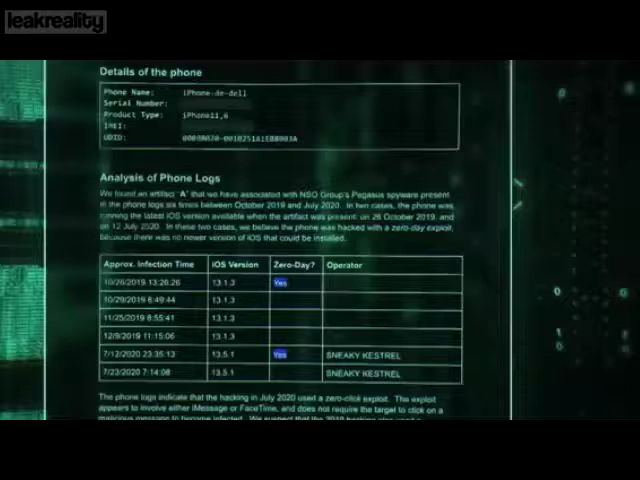 leakreality
Details of the phone
Phone Name: iPhone-de-dell
Serial Number:
Product Type: iPhone11,6
IMEI:
UDID:
Analysis of Phone Logs
We found an artifact "A" that we have associated with NSO Group's Pegasus spyware present
in the phone logs six times between October 2019 and July 2020. In two cases, the phone was
running the latest iOS version available when the artifact was present: on 26 October 2019, and
on 12 July 2020. In these two cases, we believe the phone was hacked with a zero-day exploit,
because there was no newer version of iOS that could be installed.
Approx. Infection Time iOS Version Zero-Day? Operator
10/26/2019 13:26:26 13.1.3 Yes
10/29/2019 8:49:44 13.1.3
11/25/2019 8:55:41 13.1.3
12/9/2019 11:15:06 13.1.3
7/12/2020 23:35:13 13.5.1 Yes SNEAKY KESTREL
7/23/2020 7:14:08 13.5.1 SNEAKY KESTREL
The phone logs indicate that the hacking in July 2020 used a zero-click exploit. The exploit
appears to involve either iMessage or FaceTime, and does not require the target to click on a
malicious message to become infected. We suspect that the 2019 hacking also used a